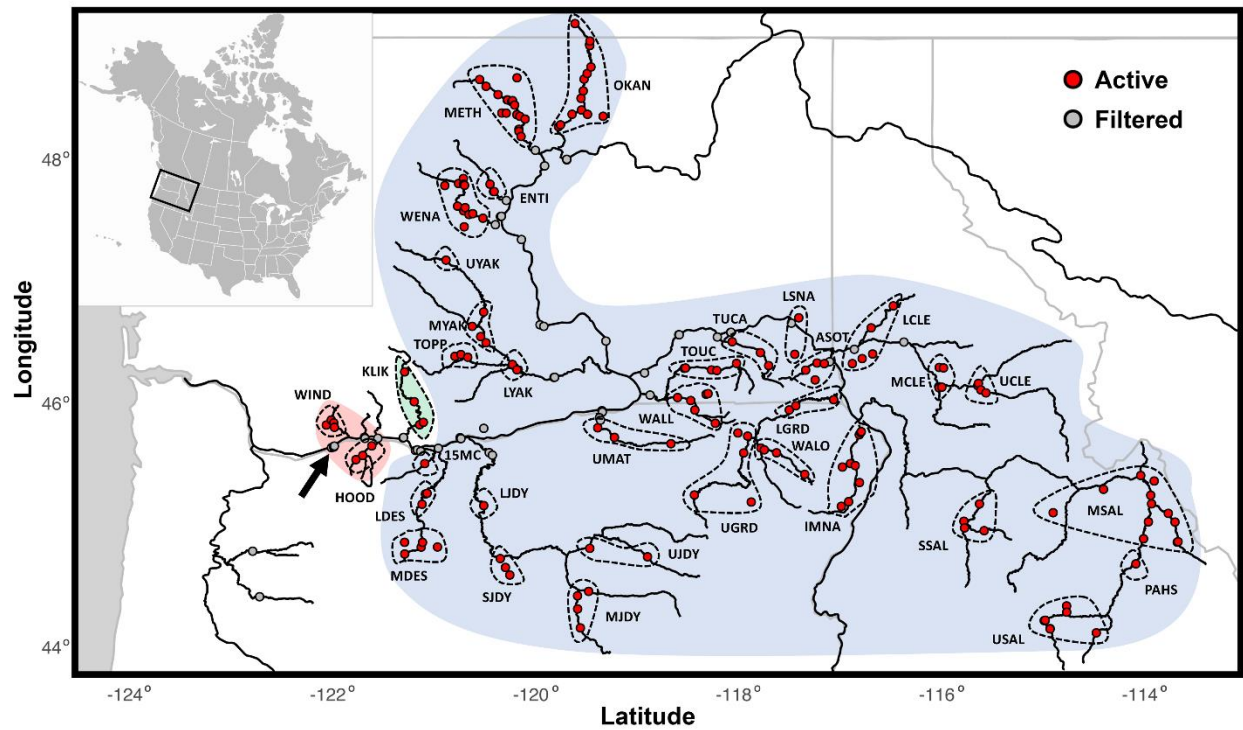 OKAN
Active
METH
Filtered
48°
ENTI
WENA
UYAK
LSNA
MYAK
TUCA
LCLE
TOPP
ASOT
TOUC
KLIK
Longitude
46°
WIND
LYAK
MCLE
UCLE
WALL
LGRD
WALO
15MC
UMAT
HOOD
LJDY
MSAL
LDES
UGRD
IMNA
SSAL
MDES
UJDY
SJDY
PAHS
MJDY
USAL
44°
-124° -122° -120° -118° -116° -114°
Latitude